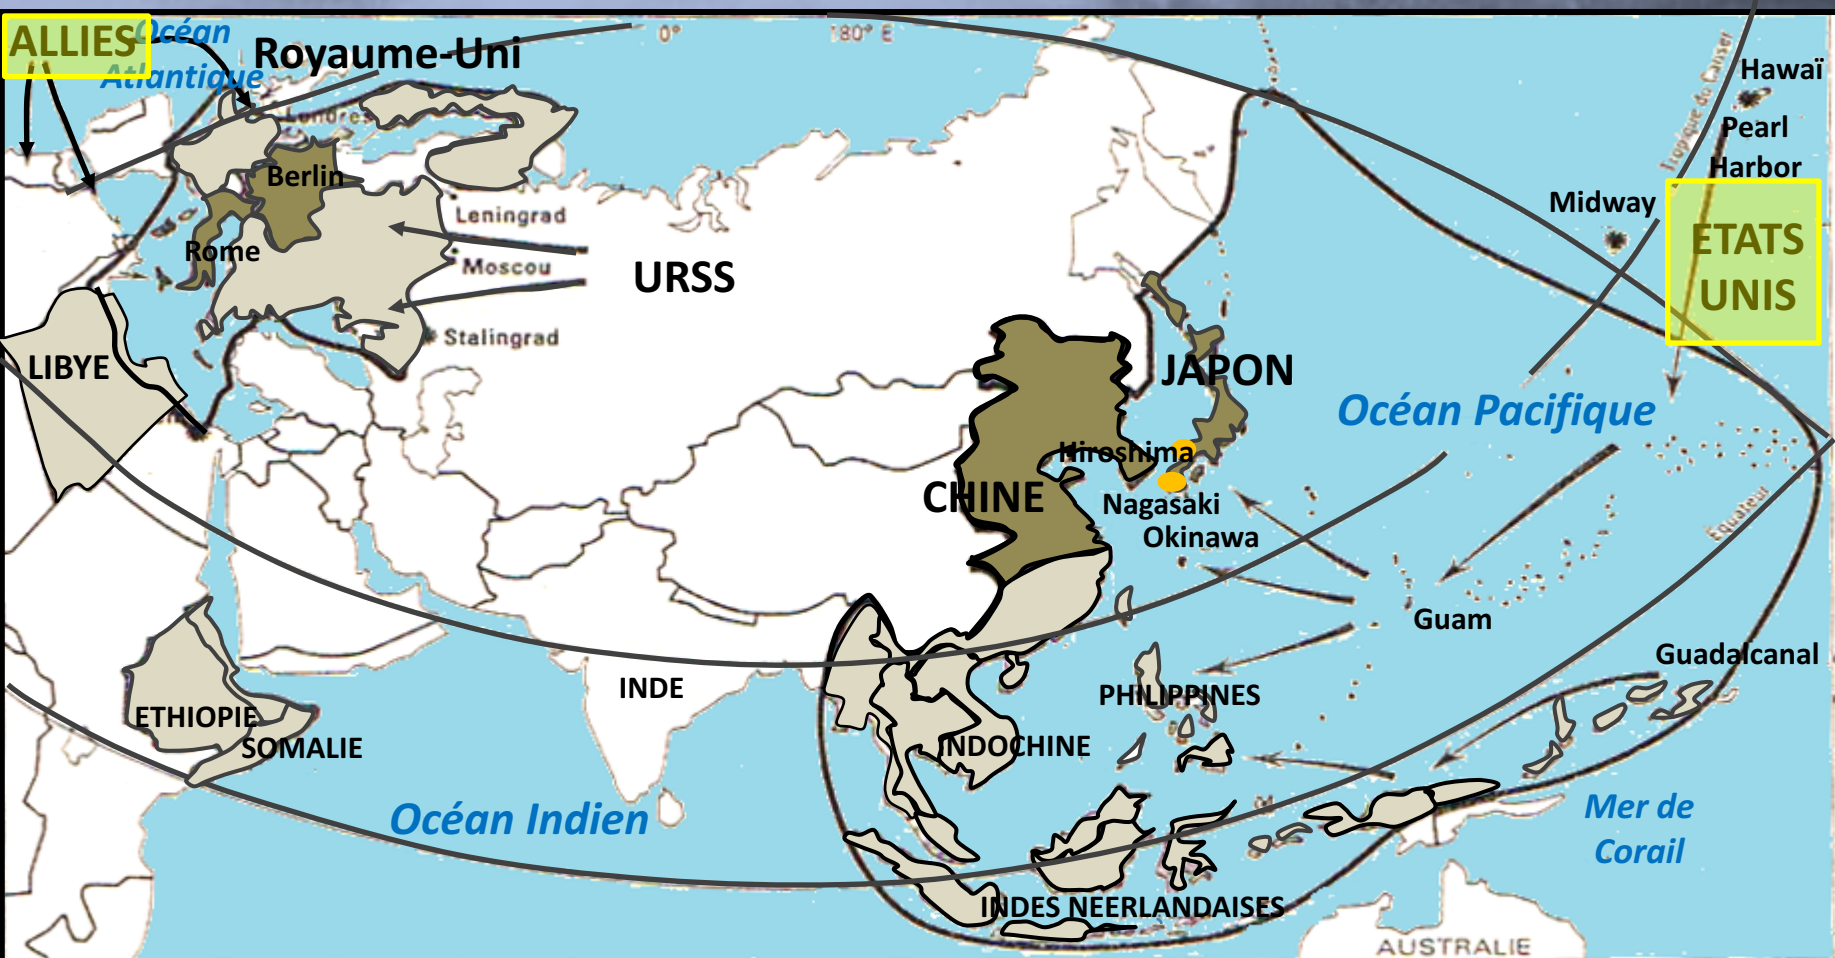 ALLIES
Océan
Atlantique
Royaume-Uni
0°
180° E
Tropique du Cancer
Hawaï
Pearl
Harbor
Midway
ETATS
UNIS
Londres
Berlin
Leningrad
Rome
Moscou
URSS
Stalingrad
LIBYE
JAPON
Océan Pacifique
Hiroshima
CHINE
Nagasaki
Okinawa
Équateur
Guam
Guadalcanal
INDE
PHILIPPINES
ETHIOPIE
SOMALIE
INDOCHINE
Océan Indien
Mer de
Corail
INDES NEERLANDAISES
AUSTRALIE